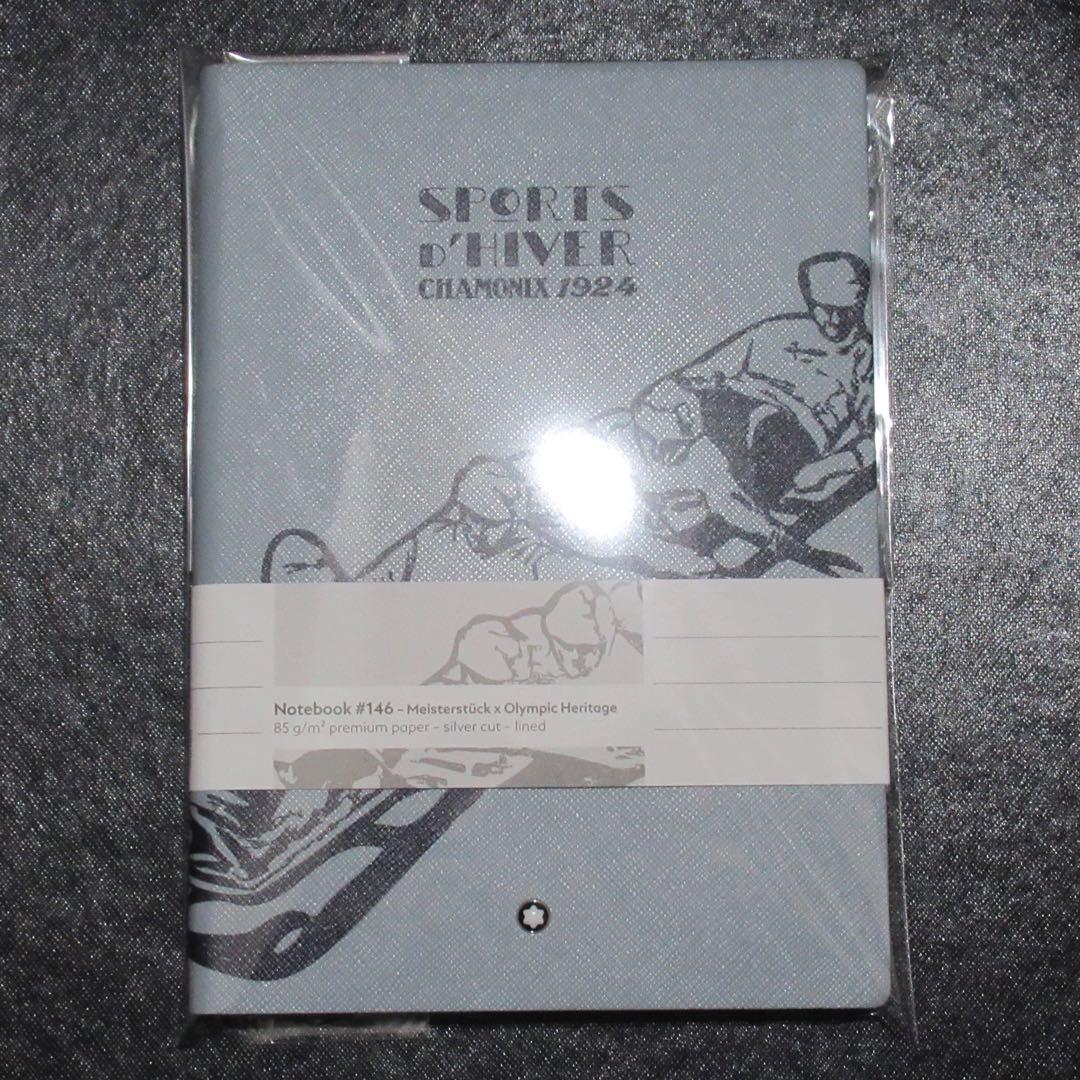 SPORTS
D'HIVER
CHAMONIX 1924
Notebook #146 – Meisterstück x Olympic Heritage
85 g/m² premium paper – silver cut – lined